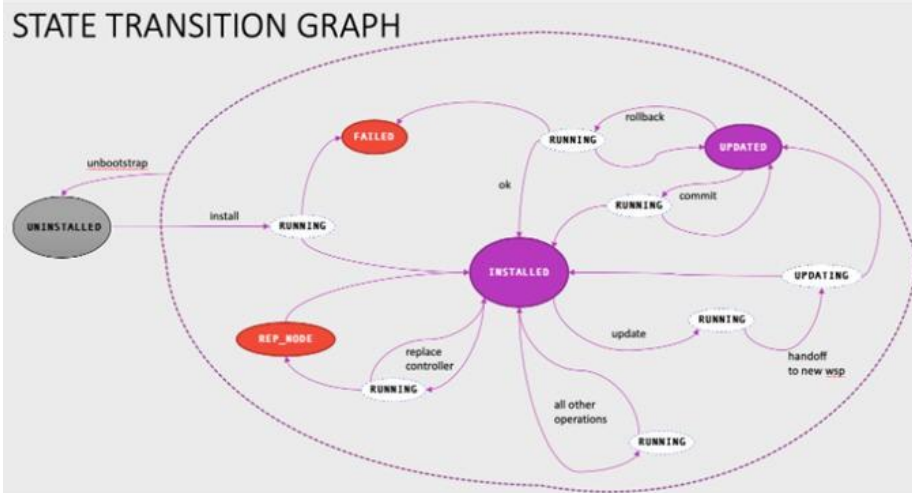 STATE TRANSITION GRAPH
rollback
FAILED
RUNNING
UPDATED
unbootstrap
ok
RUNNING
commit
install
UNINSTALLED
RUNNING
INSTALLED
UPDATING
RUNNING
update
REP_NODE
replace
controller
handoff
to new wsp
RUNNING
all other
operations
RUNNING